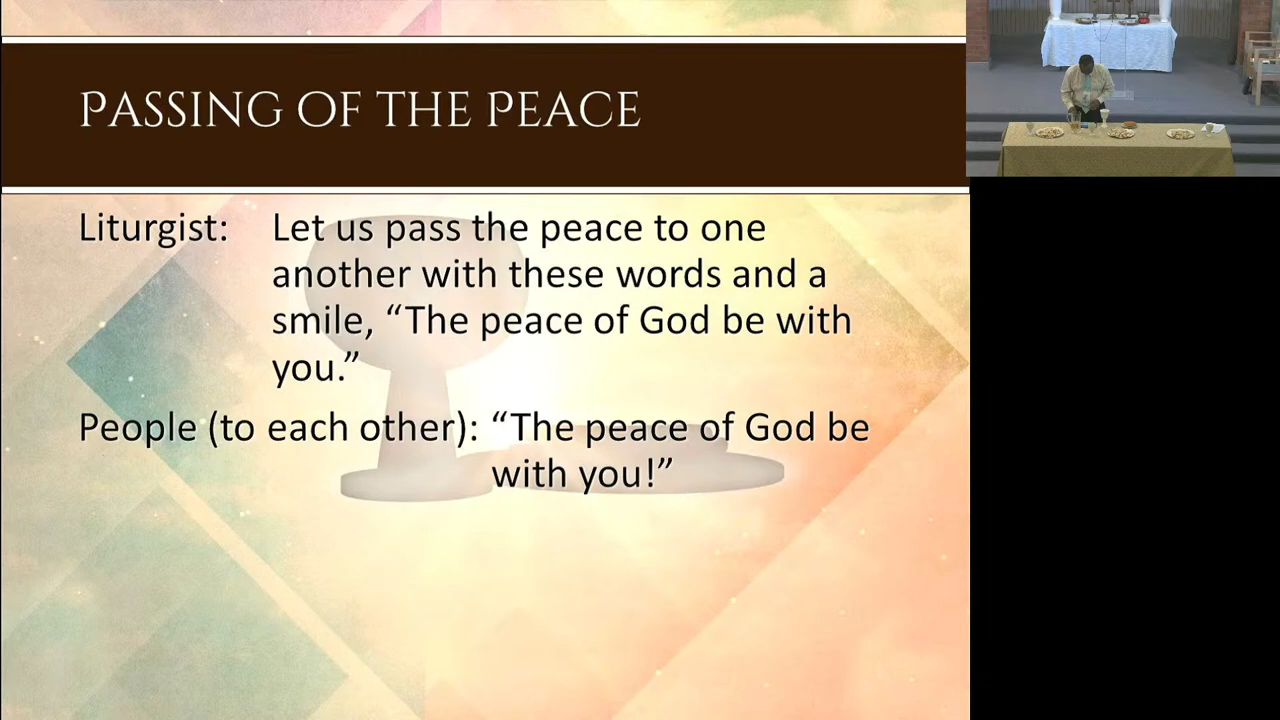 Passing of the Peace
Liturgist: Let us pass the peace to one
another with these words and a
smile, “The peace of God be with
you.”
People (to each other): “The peace of God be
with you!”